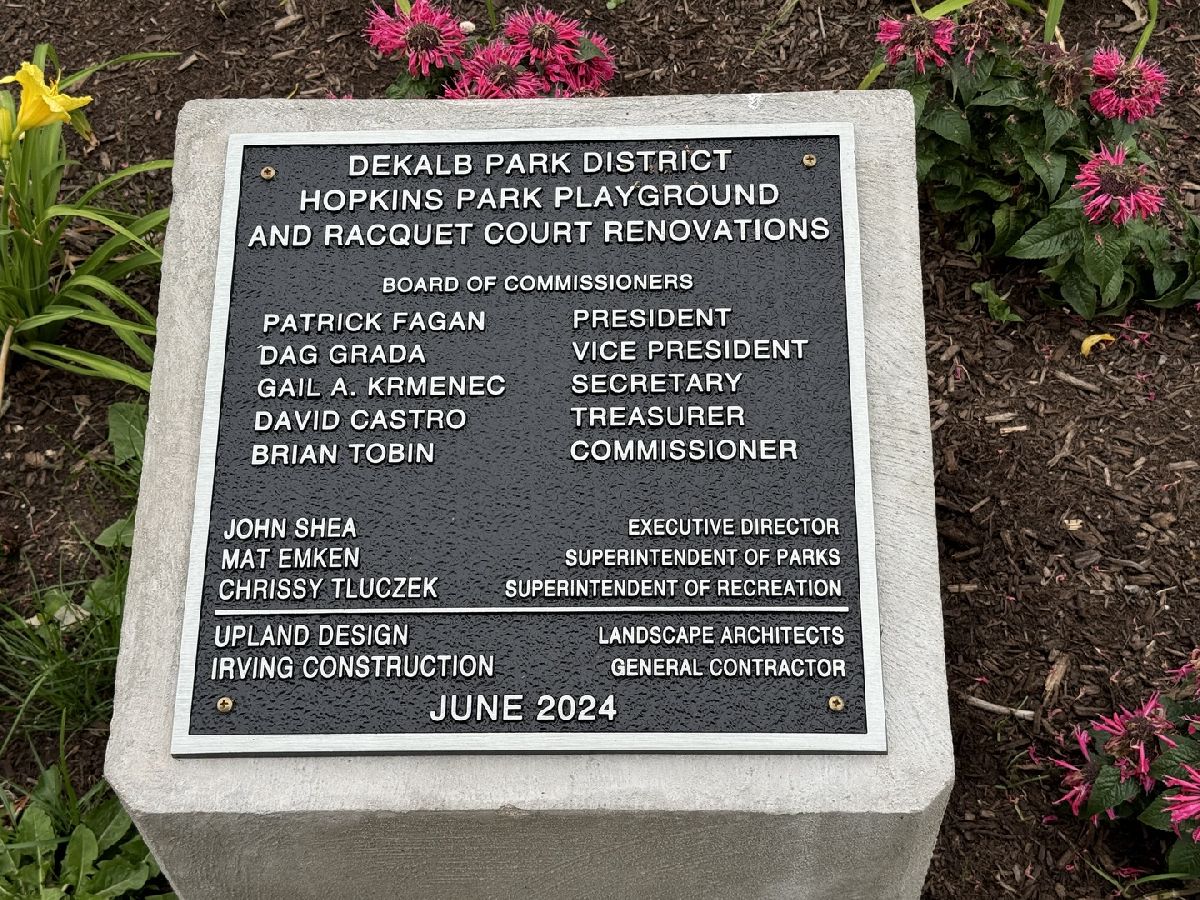 DEKALB PARK DISTRICT
HOPKINS PARK PLAYGROUND
AND RACQUET COURT RENOVATIONS
BOARD OF COMMISSIONERS
PATRICK FAGAN PRESIDENT
DAG GRADA VICE PRESIDENT
GAIL A. KRMENEC SECRETARY
DAVID CASTRO TREASURER
BRIAN TOBIN COMMISSIONER
JOHN SHEA EXECUTIVE DIRECTOR
MAT EMKEN SUPERINTENDENT OF PARKS
CHRISSY TLUCZEK SUPERINTENDENT OF RECREATION
UPLAND DESIGN LANDSCAPE ARCHITECTS
IRVING CONSTRUCTION GENERAL CONTRACTOR
JUNE 2024